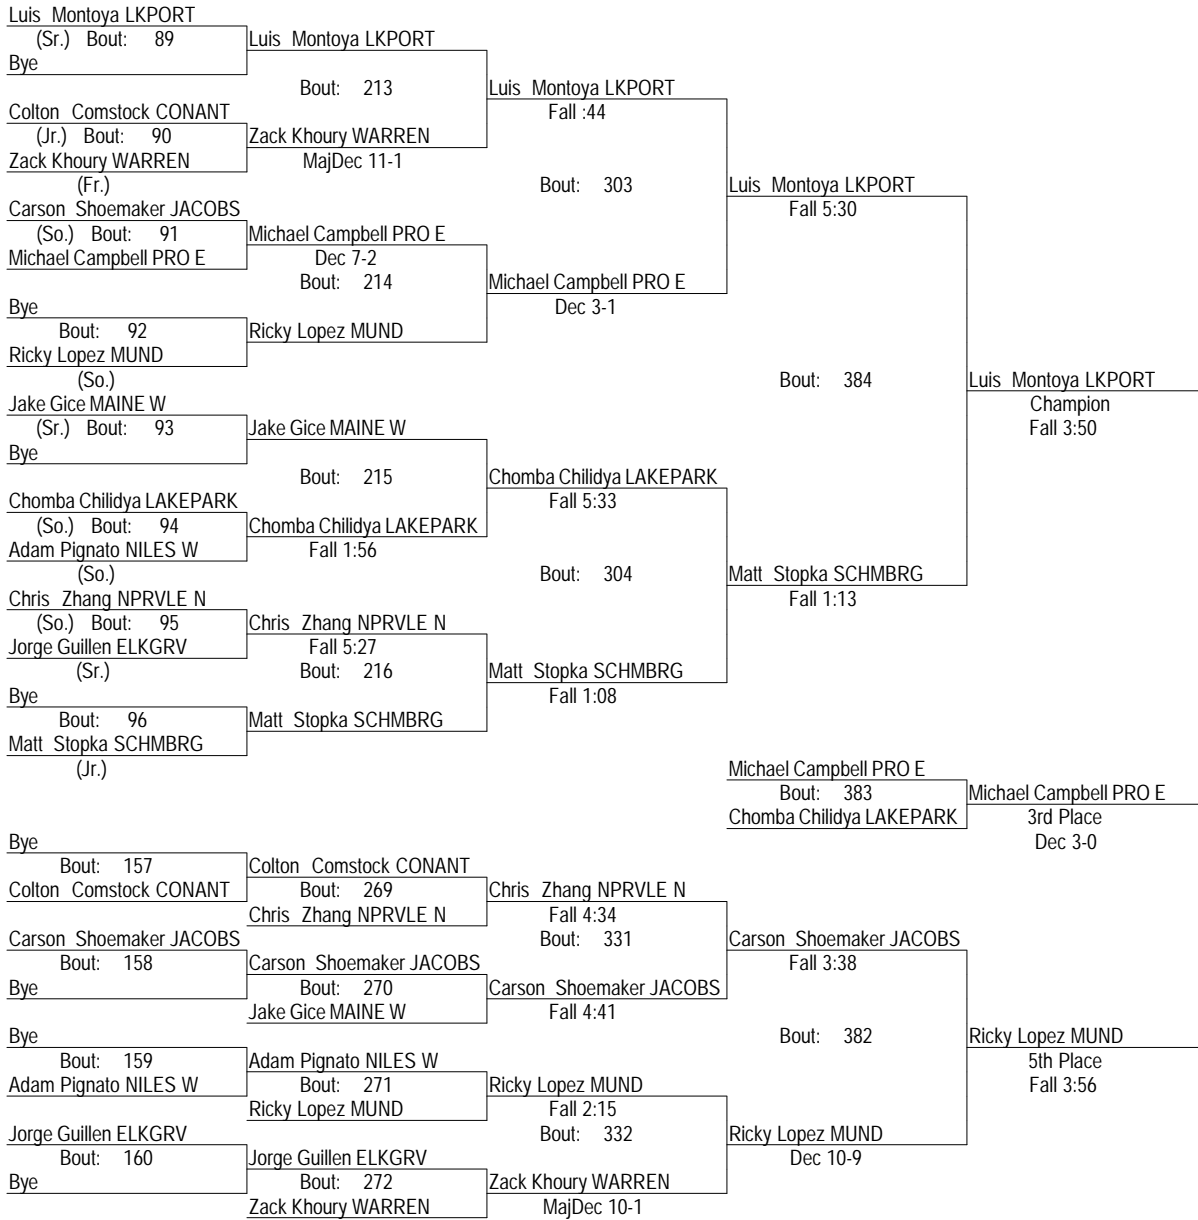 Luis Montoya LKPORT
(Sr.) Bout: 89
Bye
Luis Montoya LKPORT
Bout: 213
Colton Comstock CONANT
(Jr.) Bout: 90
Zack Khoury WARREN
(Fr.)
Zack Khoury WARREN
MajDec 11-1
Luis Montoya LKPORT
Fall :44
Bout: 303
Carson Shoemaker JACOBS
(So.) Bout: 91
Michael Campbell PRO E
Michael Campbell PRO E
Dec 7-2
Bout: 214
Bye
Bout: 92
Ricky Lopez MUND
(So.)
Ricky Lopez MUND
Michael Campbell PRO E
Dec 3-1
Luis Montoya LKPORT
Fall 5:30
Bout: 384
Luis Montoya LKPORT
Champion
Fall 3:50
Jake Gice MAINE W
(Sr.) Bout: 93
Bye
Jake Gice MAINE W
Bout: 215
Chomba Chilidya LAKEPARK
(So.) Bout: 94
Adam Pignato NILES W
(So.)
Chomba Chilidya LAKEPARK
Fall 1:56
Chomba Chilidya LAKEPARK
Fall 5:33
Bout: 304
Chris Zhang NPRVLE N
(So.) Bout: 95
Jorge Guillen ELKGRV
(Sr.)
Chris Zhang NPRVLE N
Fall 5:27
Bout: 216
Bye
Bout: 96
Matt Stopka SCHMBRG
(Jr.)
Matt Stopka SCHMBRG
Matt Stopka SCHMBRG
Fall 1:08
Matt Stopka SCHMBRG
Fall 1:13
Michael Campbell PRO E
Bout: 383
Chomba Chilidya LAKEPARK
Michael Campbell PRO E
3rd Place
Dec 3-0
Bye
Bout: 157
Colton Comstock CONANT
Colton Comstock CONANT
Bout: 269
Chris Zhang NPRVLE N
Chris Zhang NPRVLE N
Fall 4:34
Bout: 331
Carson Shoemaker JACOBS
Bout: 158
Bye
Carson Shoemaker JACOBS
Bout: 270
Jake Gice MAINE W
Carson Shoemaker JACOBS
Fall 4:41
Carson Shoemaker JACOBS
Fall 3:38
Bout: 382
Ricky Lopez MUND
5th Place
Fall 3:56
Bye
Bout: 159
Adam Pignato NILES W
Adam Pignato NILES W
Bout: 271
Ricky Lopez MUND
Ricky Lopez MUND
Fall 2:15
Bout: 332
Jorge Guillen ELKGRV
Bout: 160
Bye
Jorge Guillen ELKGRV
Bout: 272
Zack Khoury WARREN
Zack Khoury WARREN
MajDec 10-1
Ricky Lopez MUND
Dec 10-9